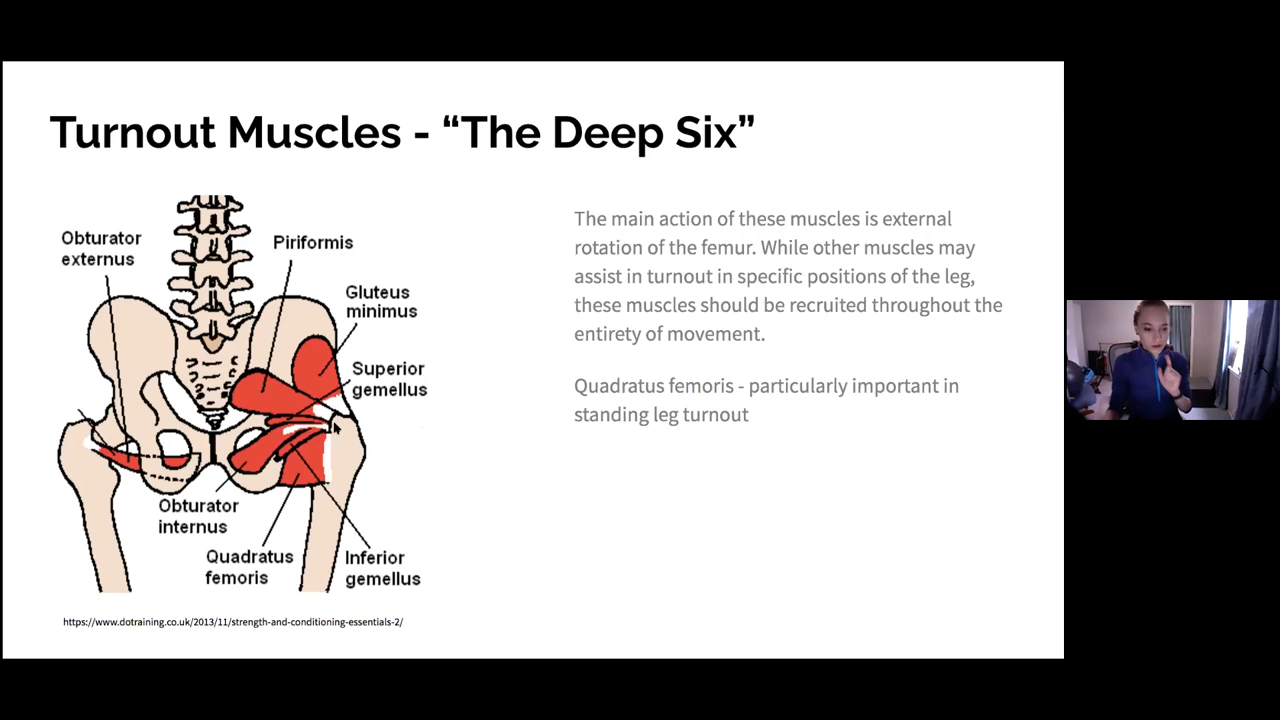 Turnout Muscles - “The Deep Six”
Obturator
externus
Piriformis
Gluteus
minimus
Superior
gemellus
Obturator
internus
Quadratus
femoris
Inferior
gemellus
https://www.dotraining.co.uk/2013/11/strength-and-conditioning-essentials-2/
The main action of these muscles is external
rotation of the femur. While other muscles may
assist in turnout in specific positions of the leg,
these muscles should be recruited throughout the
entirety of movement.
Quadratus femoris - particularly important in
standing leg turnout